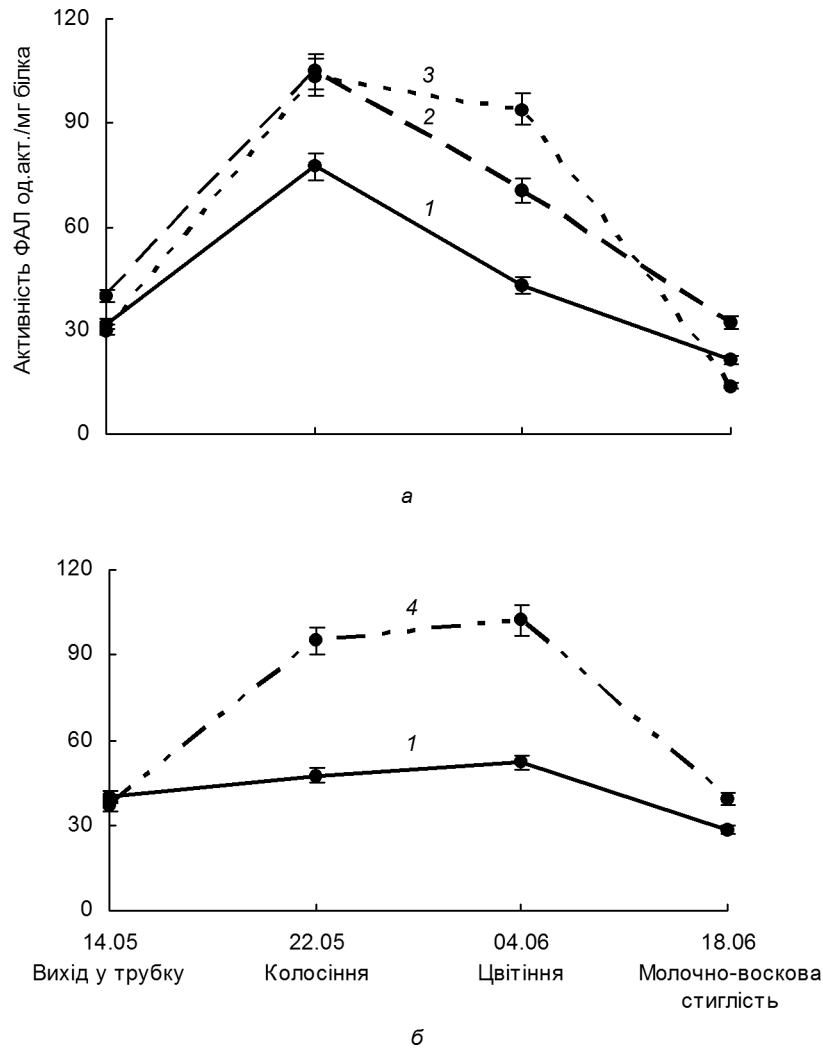 Активність ФАЛ од.акт./мг білка
120
90
60
30
0
3
2
1
а
120
90
60
30
0
4
1
14.05 22.05 04.06 18.06
Вихід у трубку Колосіння Цвітіння Молочно-воскова
стиглість
б